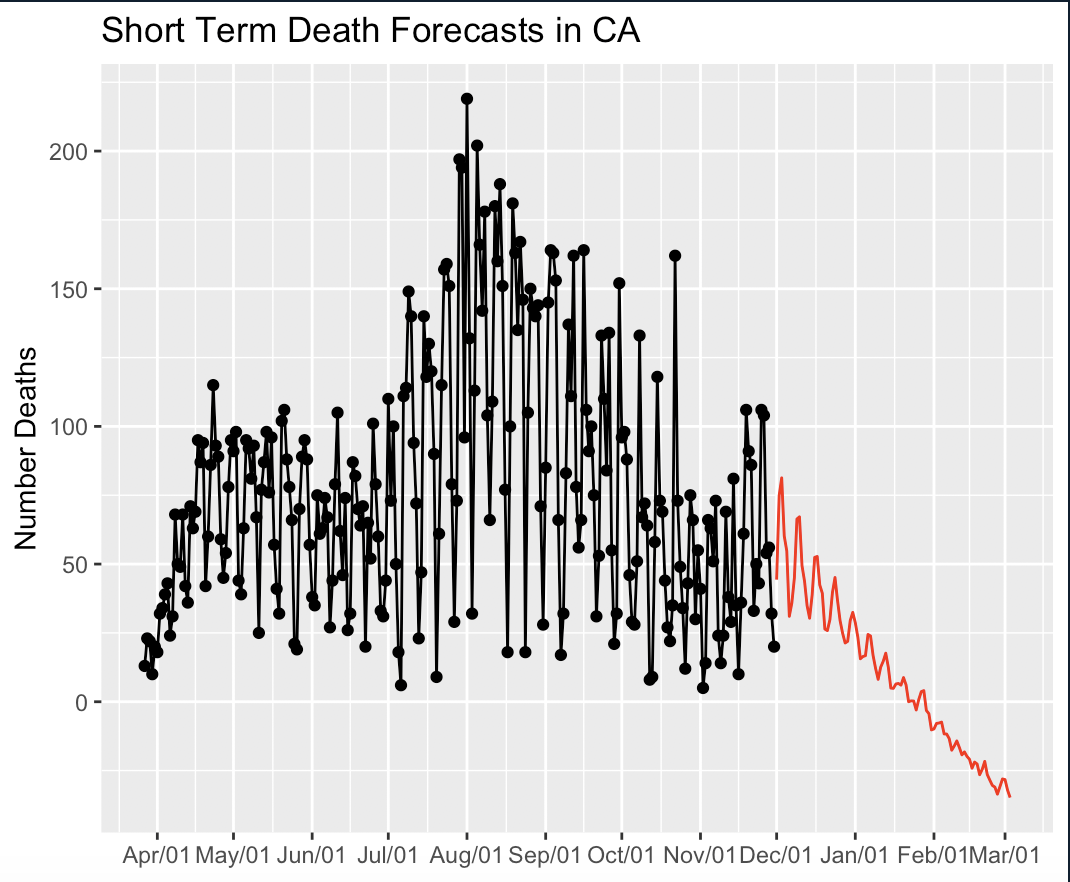 Short Term Death Forecasts in CA
Number Deaths
200
150
100
50
0
Apr/01 May/01 Jun/01 Jul/01 Aug/01 Sep/01 Oct/01 Nov/01 Dec/01 Jan/01 Feb/01 Mar/01